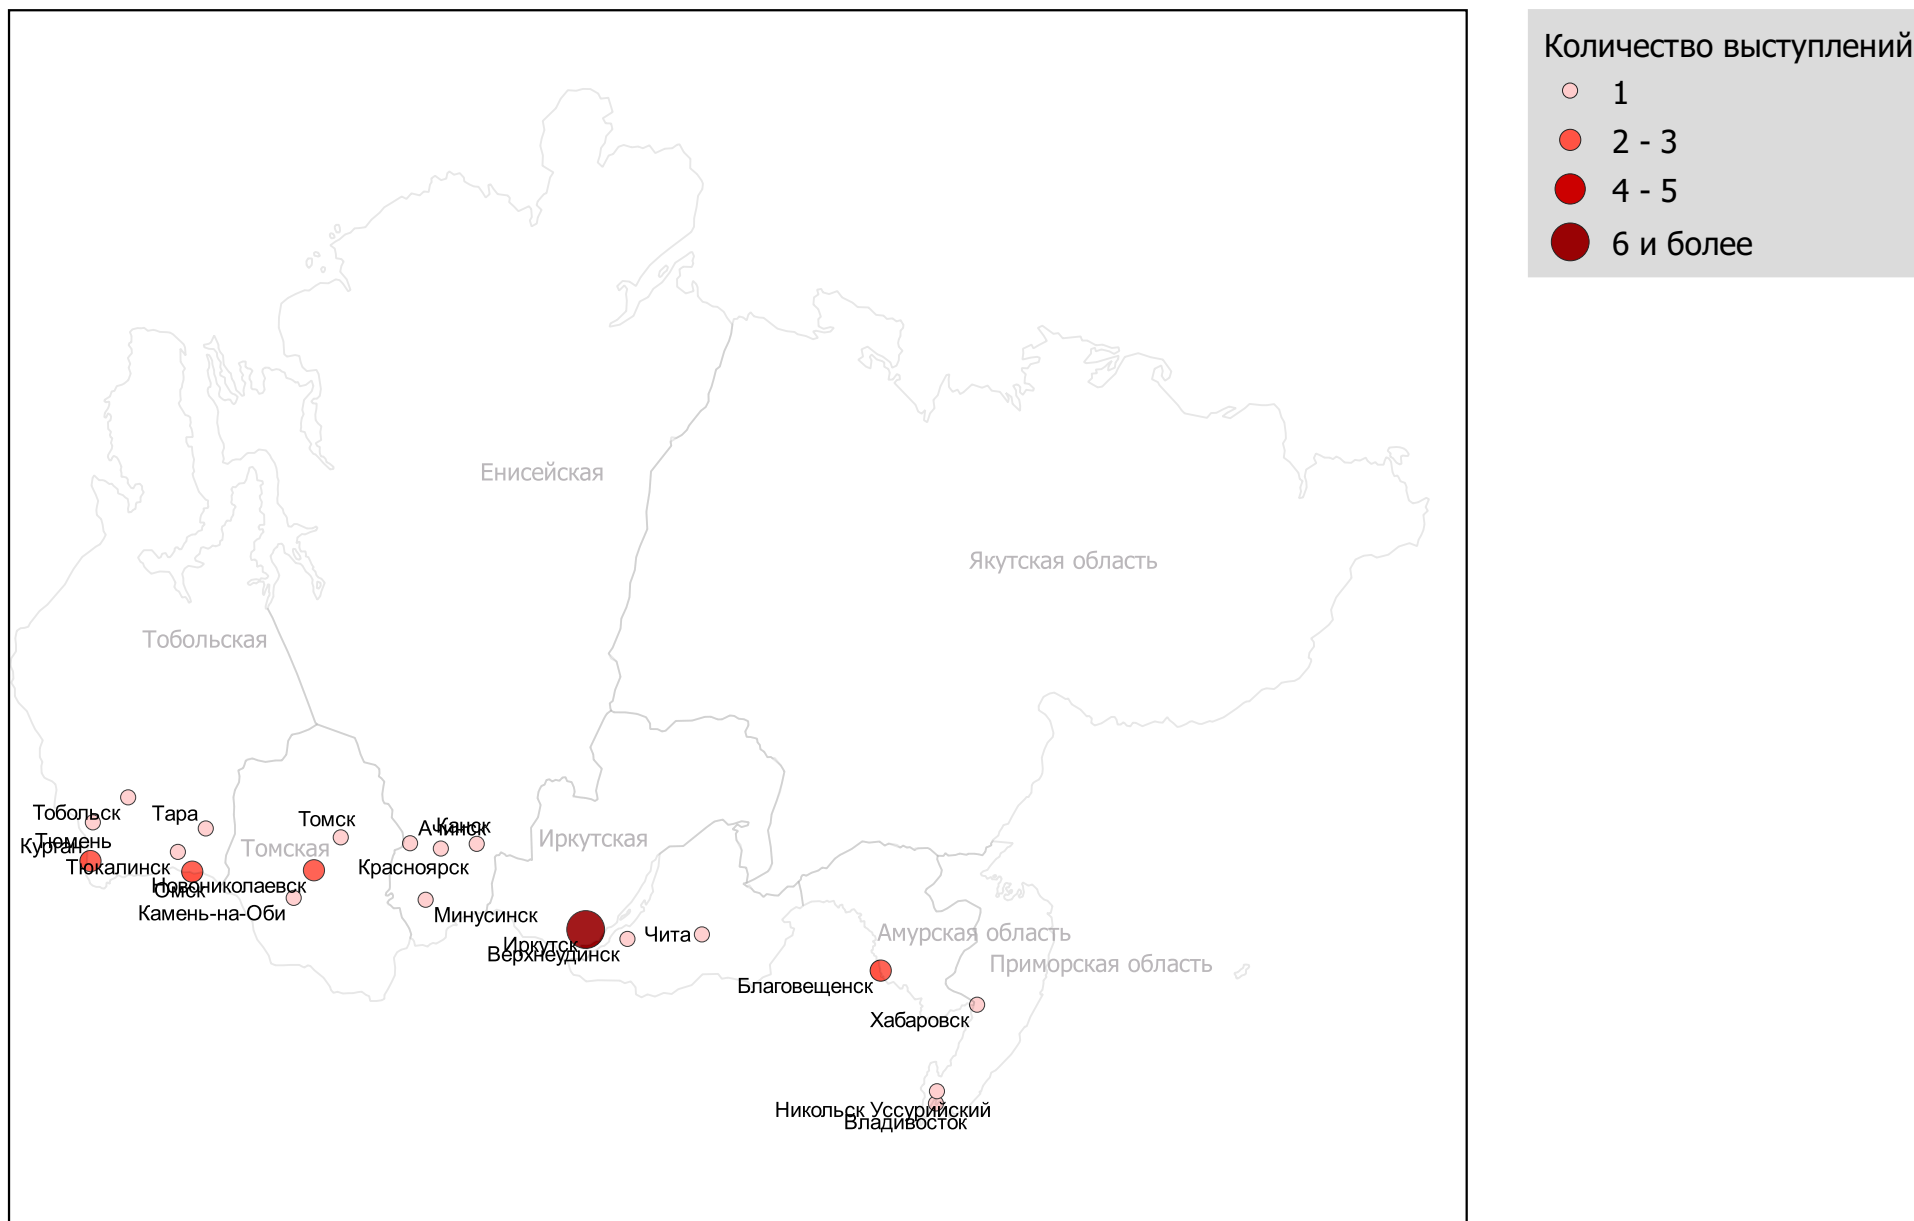 Количество выступлений
1
2 - 3
4 - 5
6 и более
Енисейская
Якутская область
Тобольская
Тобольск
Тара
Томск
Ачинск
Канск
Иркутская
Тюмень
Курган
Томская
Тюкалинск
Красноярск
Новониколаевск
Омск
Камень-на-Оби
Минусинск
Иркутск
Верхнеудинск
Чита
Амурская область
Приморская область
Благовещенск
Хабаровск
Никольск Уссурийский
Владивосток